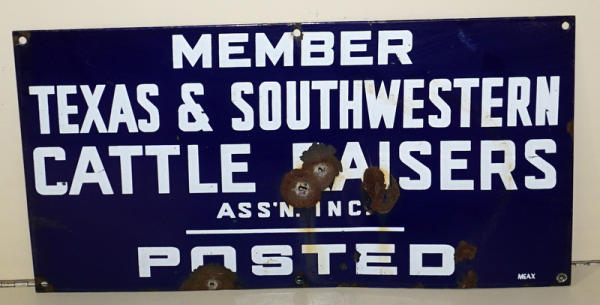 MEMBER
TEXAS & SOUTHWESTERN
CATTLE RAISERS
ASS'N. INC.
POSTED